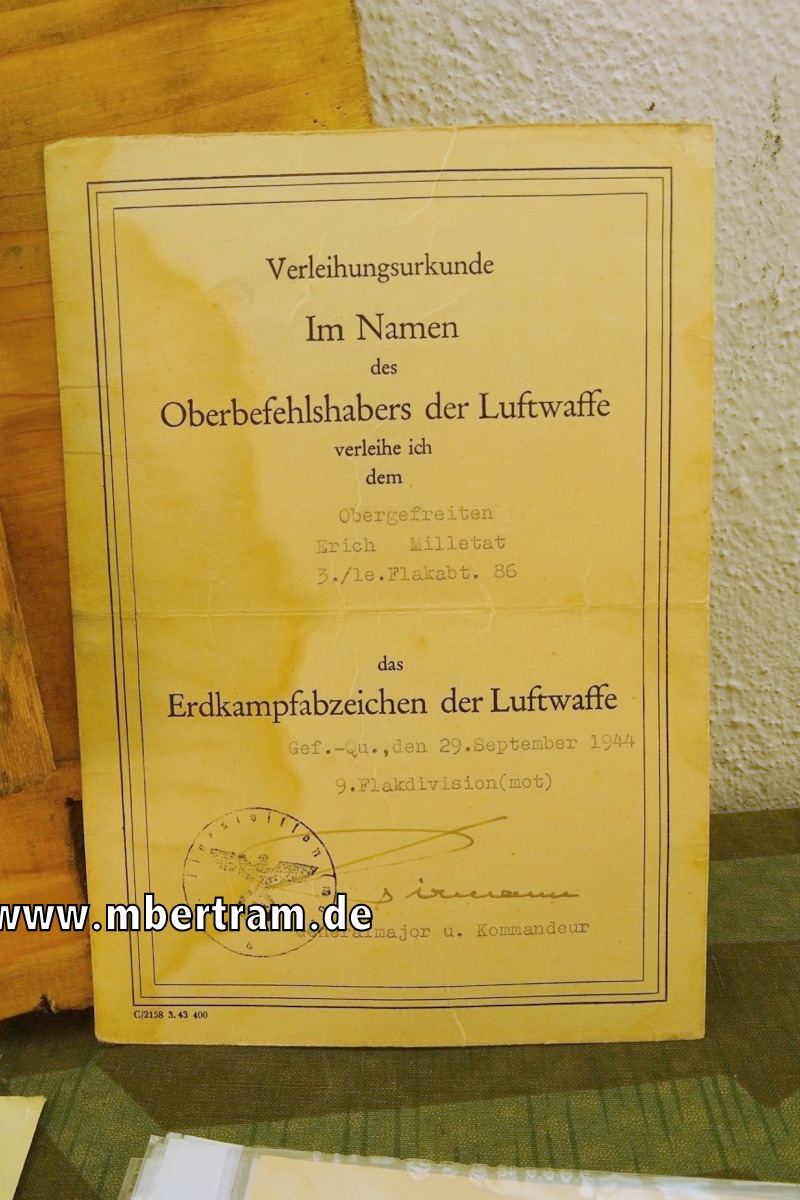 Verleihungsurkunde
Im Namen
des
Oberbefehlshabers der Luftwaffe
verleihe ich
dem
Obergefreiten
Erich Milletat
3./le.Flakabt. 86
das
Erdkampfabzeichen der Luftwaffe
Gef.-Qu.,den 29.September 1944
9.Flakdivision(mot)
www.mbertram.de
Generalmajor u. Kommandeur
C/2158 3.43 400